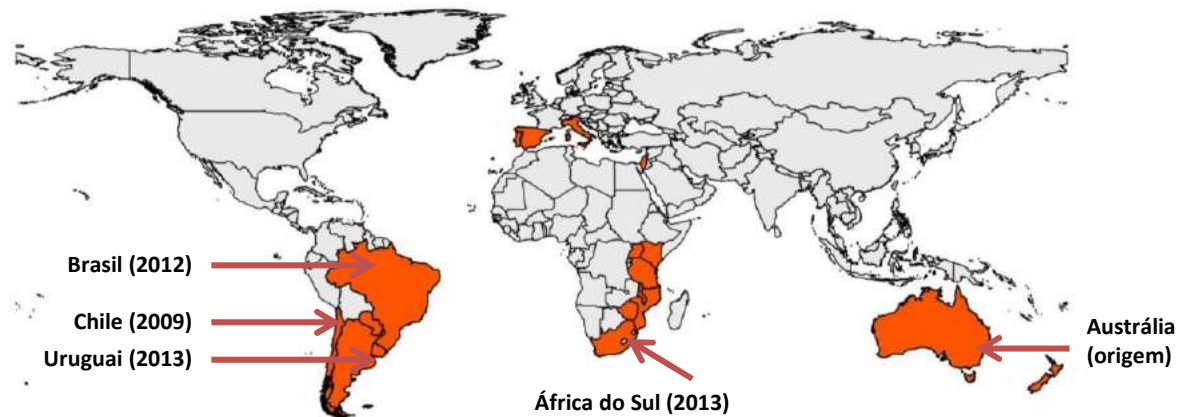 Brasil (2012)
Chile (2009)
Uruguai (2013)
África do Sul (2013)
Austrália
(origem)